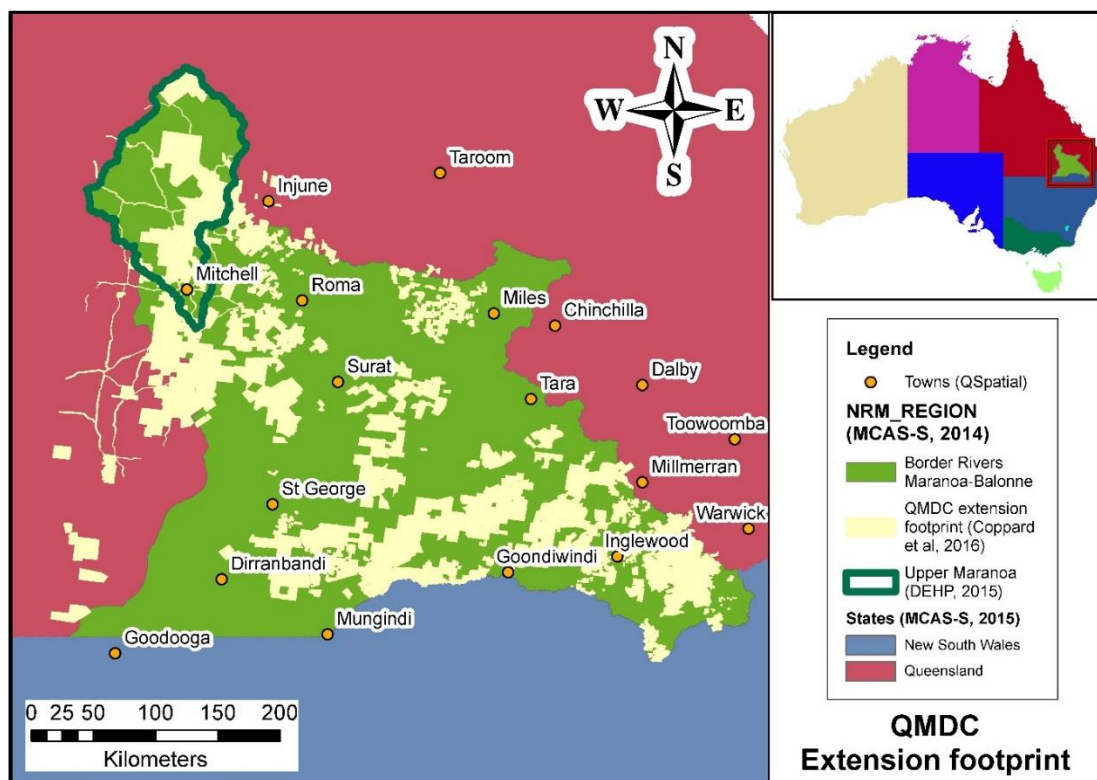 N
W
E
S
Taroom
Injune
Mitchell
Roma
Miles
Chinchilla
Surat
Tara
Dalby
Toowoomba
Millmerran
St George
Warwick
Inglewood
Goondiwindi
Dirranbandi
Mungindi
Goodooga
0 25 50 100 150 200
Kilometers
Legend
Towns (QSpatial)
NRM_REGION
(MCAS-S, 2014)
Border Rivers
Maranoa-Balonne
QMDC extension
footprint (Coppard
et al, 2016)
Upper Maranoa
(DEHP, 2015)
States (MCAS-S, 2015)
New South Wales
Queensland
QMDC
Extension footprint